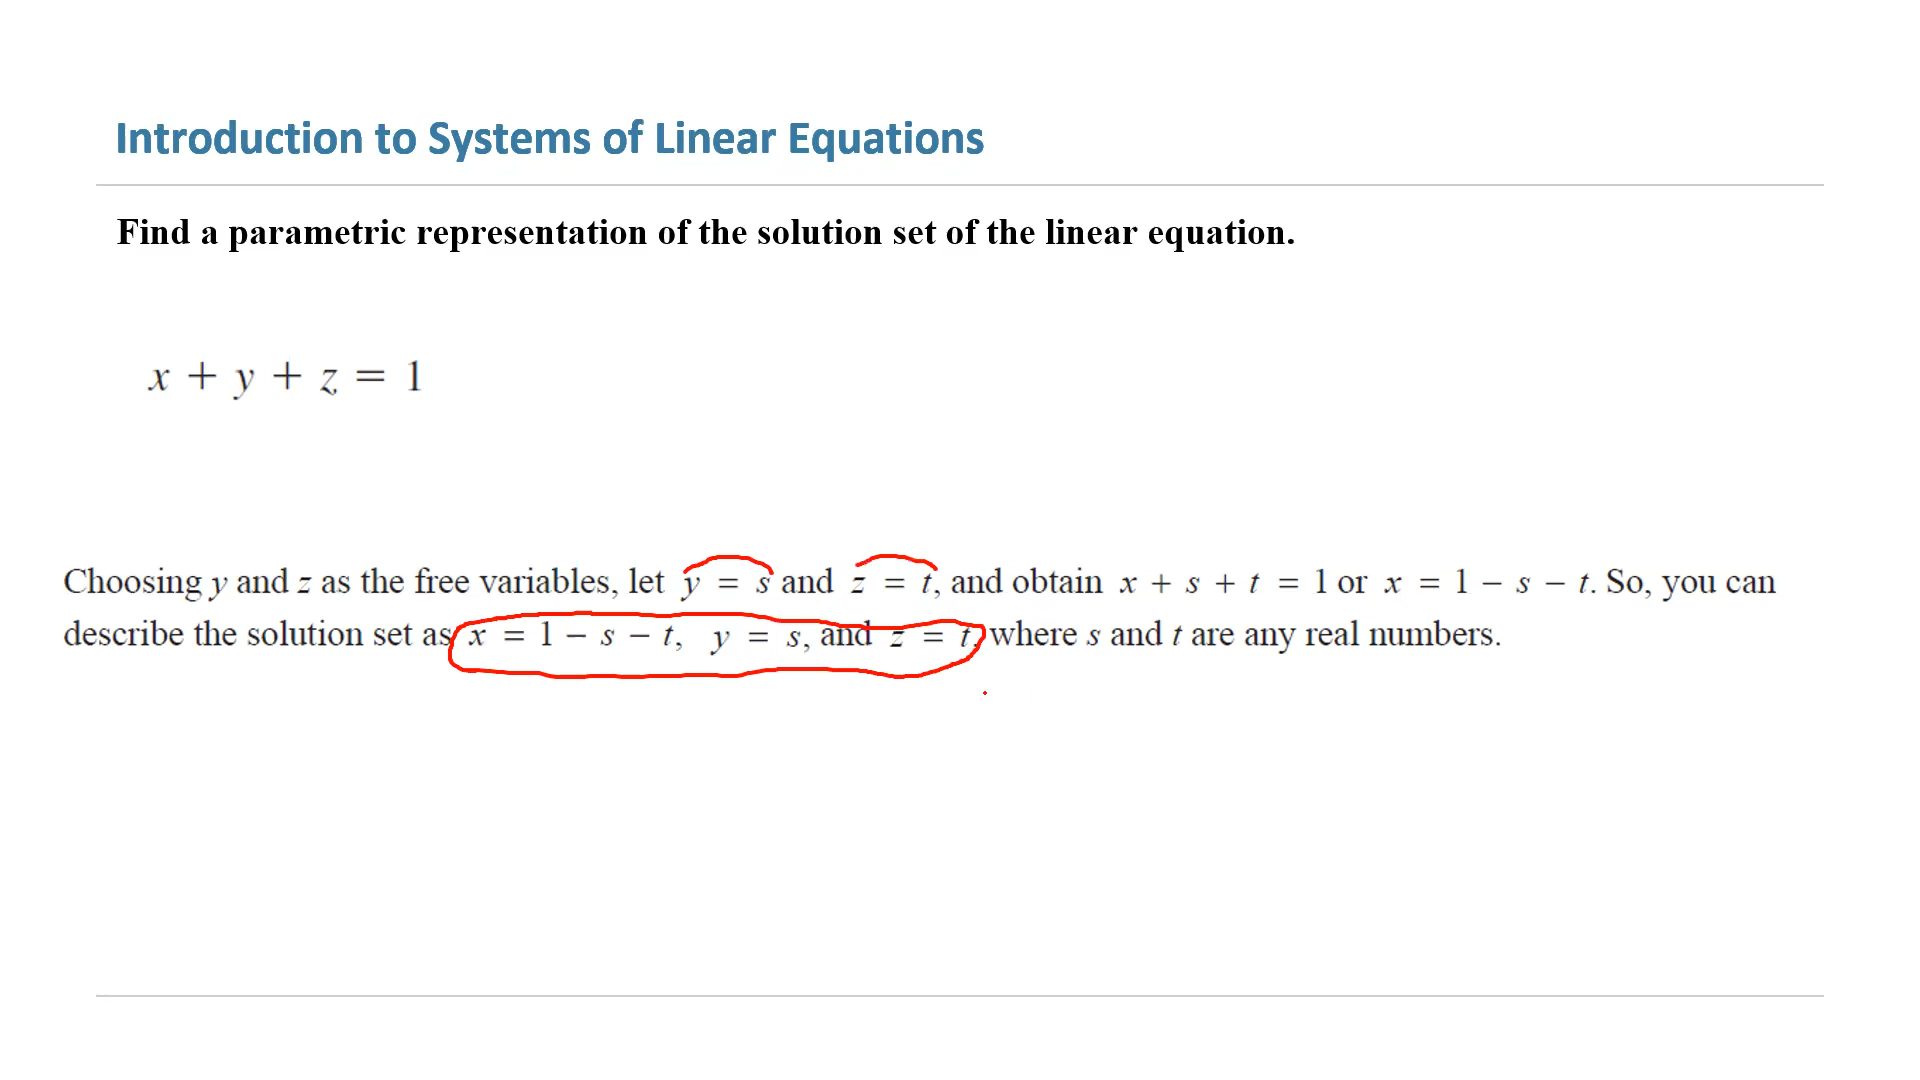 Introduction to Systems of Linear Equations
Find a parametric representation of the solution set of the linear equation.
x + y + z = 1
Choosing y and z as the free variables, let y = s and z = t, and obtain x + s + t = 1 or x = 1 − s − t. So, you can
describe the solution set as x = 1 − s − t, y = s, and z = t, where s and t are any real numbers.